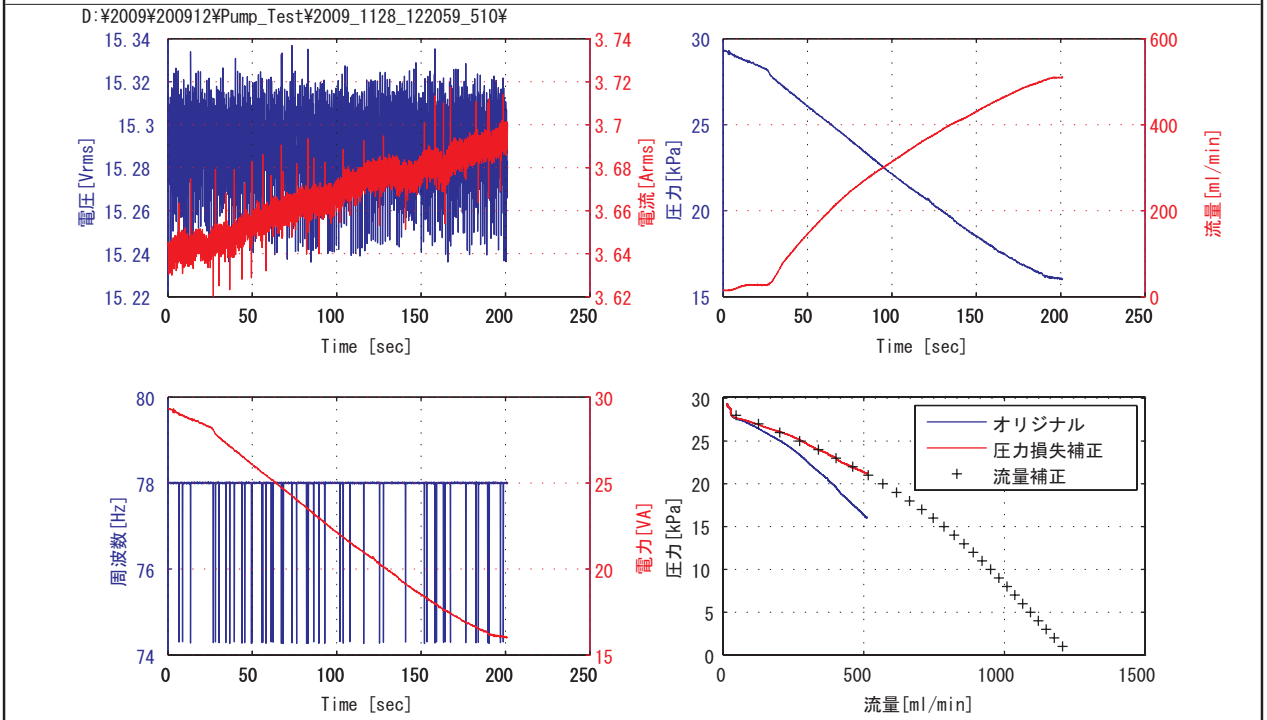 D:¥2009¥200912¥Pump_Test¥2009_1128_122059_510¥
15.34
15.32
15.3
15.28
15.26
15.24
15.22
電圧[Vrms]
3.74
3.72
3.7
3.68
3.66
3.64
3.62
電流[Arms]
0 50 100 150 200 250
Time [sec]
30
25
20
15
圧力[kPa]
600
400
200
0
流量[ml/min]
0 50 100 150 200 250
Time [sec]
80
78
76
74
周波数[Hz]
30
25
20
15
電力[VA]
0 50 100 150 200 250
Time [sec]
30
25
20
15
10
5
0
圧力[kPa]
オリジナル
圧力損失補正
流量補正
0 500 1000 1500
流量[ml/min]